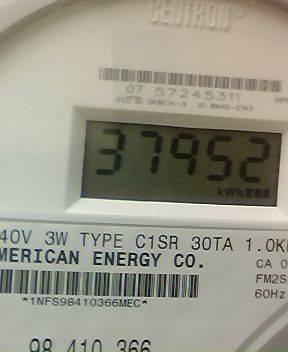 CENTRON
07 57245311
37952
kWh
40V 3W TYPE C1SR 30TA 1.0K
MERICAN ENERGY CO.
CA 0
FM2S
60Hz
*1NFS98410366MEC*
98 410 366